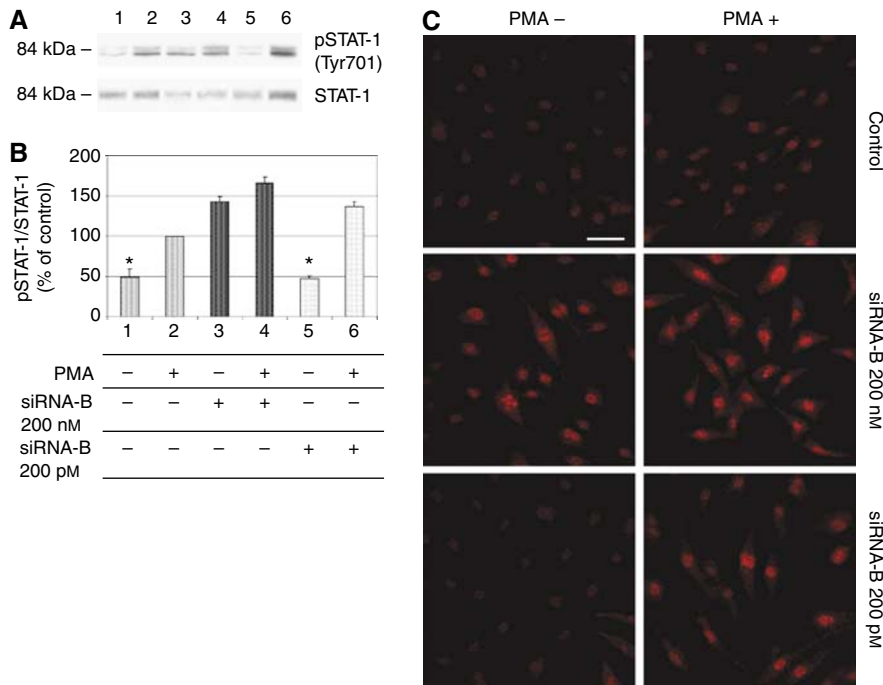 A
1 2 3 4 5 6
84 kDa –
pSTAT-1
(Tyr701)
84 kDa –
STAT-1
B
pSTAT-1/STAT-1
(% of control)
200
150
100
50
0
* *
1 2 3 4 5 6
PMA – + – + – +
siRNA-B
200 nM
– – + + – –
siRNA-B
200 pM
– – – – + +
C
PMA – PMA +
Control
siRNA-B 200 nM
siRNA-B 200 pM